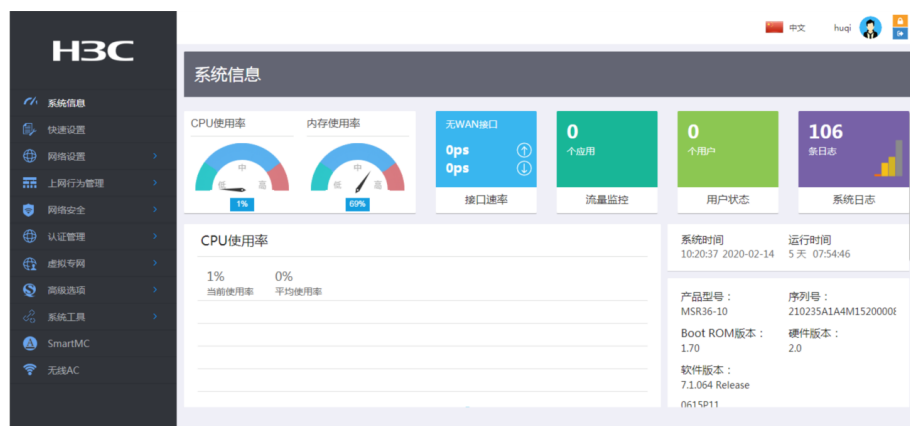 中文
huqi
H3C
系统信息
快速设置
网络设置
上网行为管理
网络安全
认证管理
虚拟专网
高级选项
系统工具
SmartMC
无线AC
系统信息
CPU使用率
内存使用率
低
中
高
1%
低
中
高
69%
无WAN接口
0ps
0ps
接口速率
0
个应用
流量监控
0
个用户
用户状态
106
条日志
系统日志
CPU使用率
1%
0%
当前使用率
平均使用率
系统时间
运行时间
10:20:37 2020-02-14
5 天 07:54:46
产品型号：
序列号：
MSR36-10
210235A1A4M15200008
Boot ROM版本：
硬件版本：
1.70
2.0
软件版本：
7.1.064 Release
0615P11